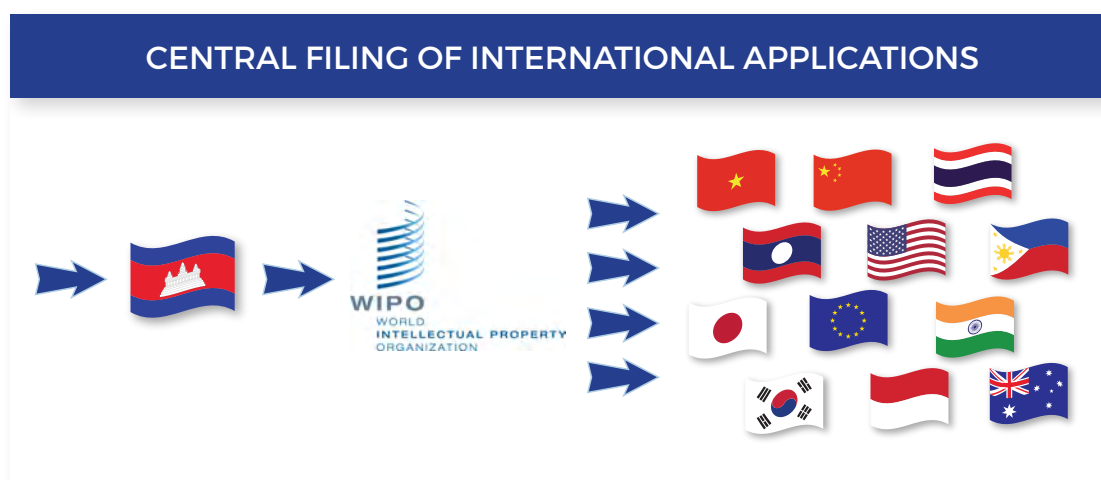 CENTRAL FILING OF INTERNATIONAL APPLICATIONS
WIPO
WORLD
INTELLECTUAL PROPERTY
ORGANIZATION